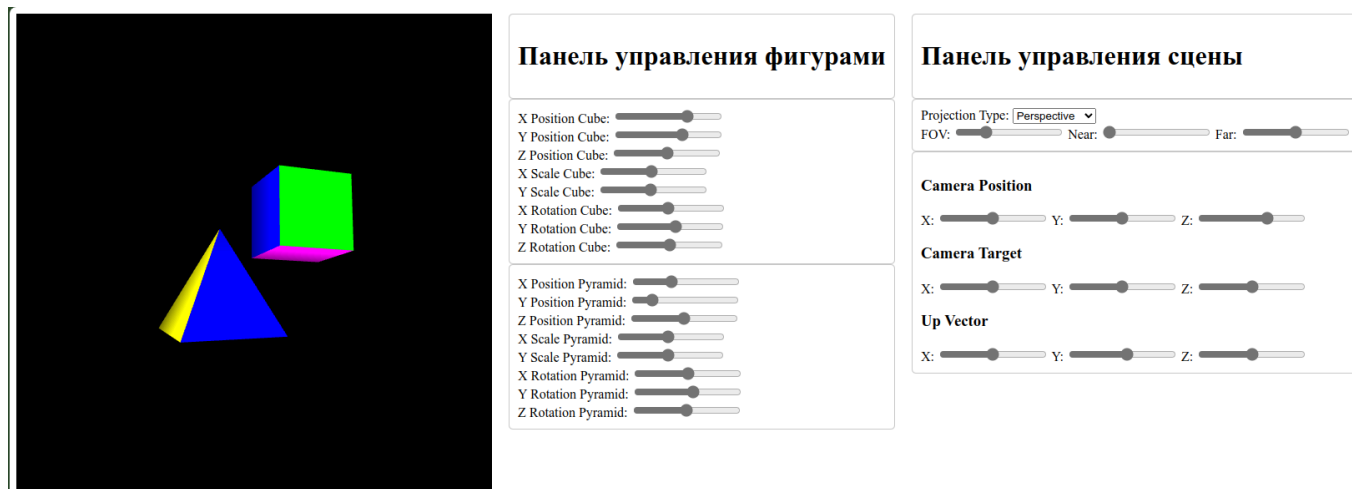 Панель управления фигурами
X Position Cube:
Y Position Cube:
Z Position Cube:
X Scale Cube:
Y Scale Cube:
X Rotation Cube:
Y Rotation Cube:
Z Rotation Cube:
X Position Pyramid:
Y Position Pyramid:
Z Position Pyramid:
X Scale Pyramid:
Y Scale Pyramid:
X Rotation Pyramid:
Y Rotation Pyramid:
Z Rotation Pyramid:
Панель управления сцены
Projection Type: Perspective
FOV: Near: Far:
Camera Position
X: Y: Z:
Camera Target
X: Y: Z:
Up Vector
X: Y: Z: